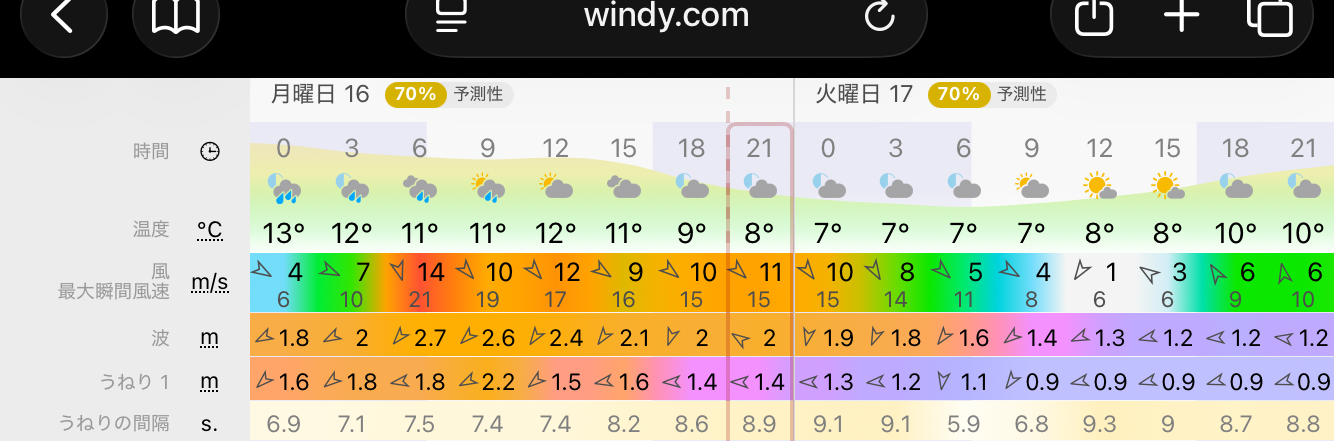 windy.com
月曜日 16 70% 予測性 火曜日 17 70% 予測性
時間 0 3 6 9 12 15 18 21 0 3 6 9 12 15 18 21
温度 °C 13° 12° 11° 11° 12° 11° 9° 8° 7° 7° 7° 7° 8° 8° 10° 10°
風 4 7 14 10 12 9 10 11 10 8 5 4 1 3 6 6
最大瞬間風速 m/s 6 10 21 19 17 16 15 15 15 14 11 8 6 6 9 10
波 m 1.8 2 2.7 2.6 2.4 2.1 2 2 1.9 1.8 1.6 1.4 1.3 1.2 1.2 1.2
うねり 1 m 1.6 1.8 1.8 2.2 1.5 1.6 1.4 1.4 1.3 1.2 1.1 0.9 0.9 0.9 0.9 0.9
うねりの間隔 s. 6.9 7.1 7.5 7.4 7.4 8.2 8.6 8.9 9.1 9.1 5.9 6.8 9.3 9 8.7 8.8